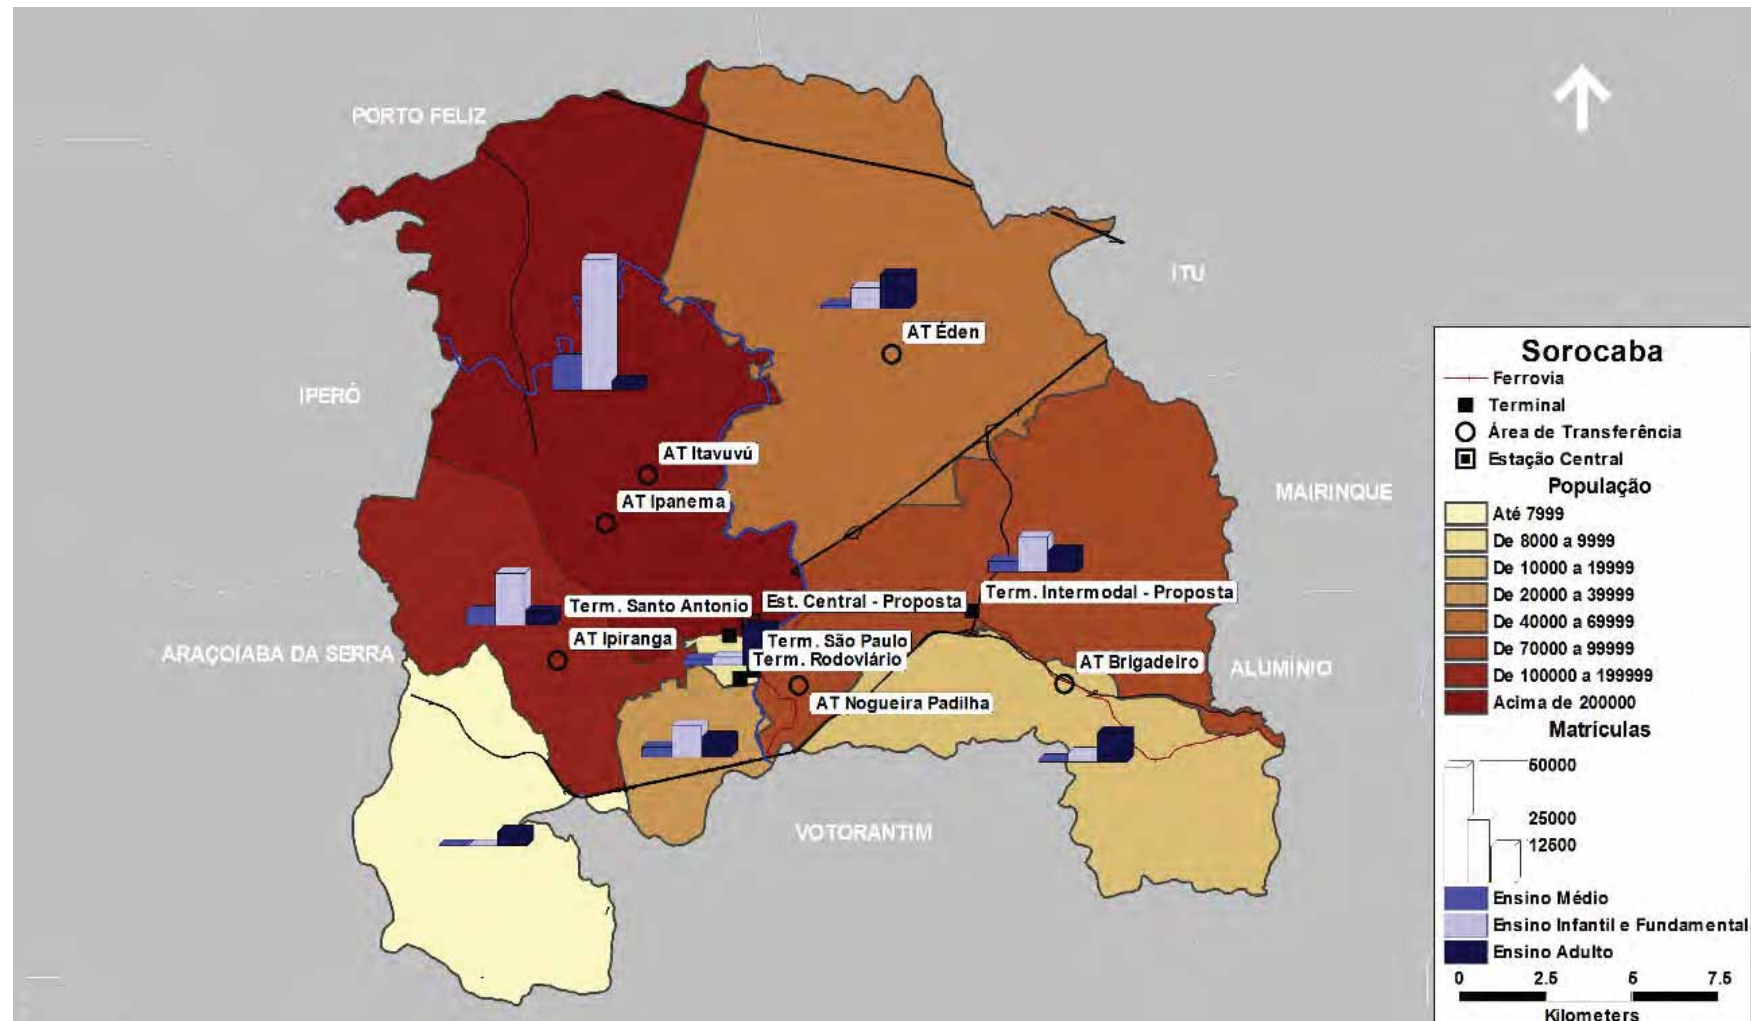 PORTO FELIZ
ITU
AT Éden
IPERÓ
AT Itavuvú
AT Ipanema
MAIRINQUE
Term. Santo Antonio
Est. Central - Proposta
Term. Intermodal - Proposta
AT Ipiranga
Term. São Paulo
Term. Rodoviário
ARAÇOIABA DA SERRA
AT Brigadeiro
ALUMÍNIO
AT Nogueira Padilha
VOTORANTIM
Sorocaba
Ferrovia
Terminal
Área de Transferência
Estação Central
População
Até 7999
De 8000 a 9999
De 10000 a 19999
De 20000 a 39999
De 40000 a 69999
De 70000 a 99999
De 100000 a 199999
Acima de 200000
Matrículas
50000
25000
12500
Ensino Médio
Ensino Infantil e Fundamental
Ensino Adulto
0 2.5 5 7.5
Kilometers